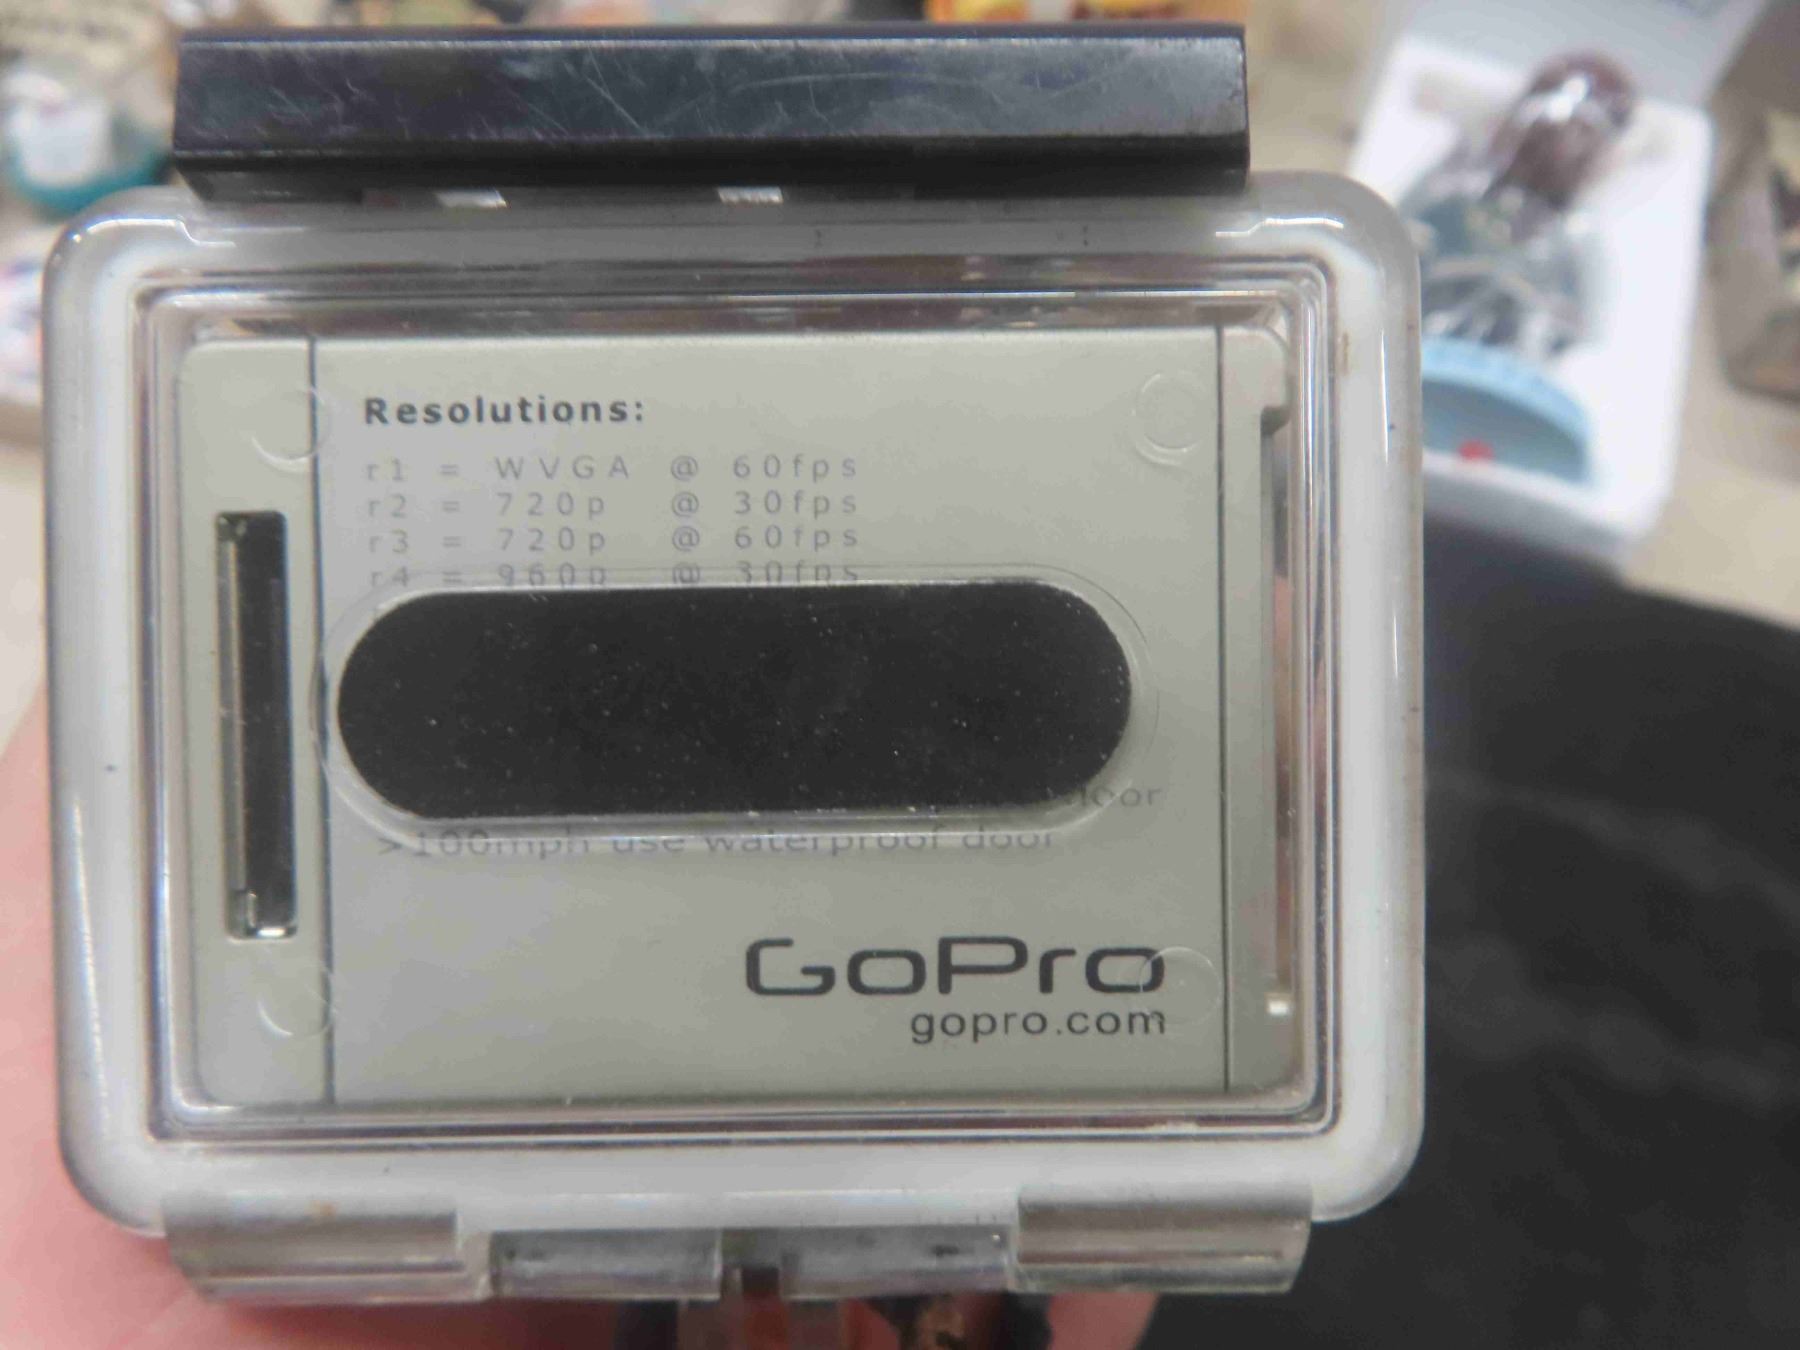 Resolutions:
r1 = WVGA @ 60fps
r2 = 720p @ 30fps
r3 = 720p @ 60fps
r4 = 960p @ 30fps
door
>100mph use waterproof door
GoPro
gopro.com